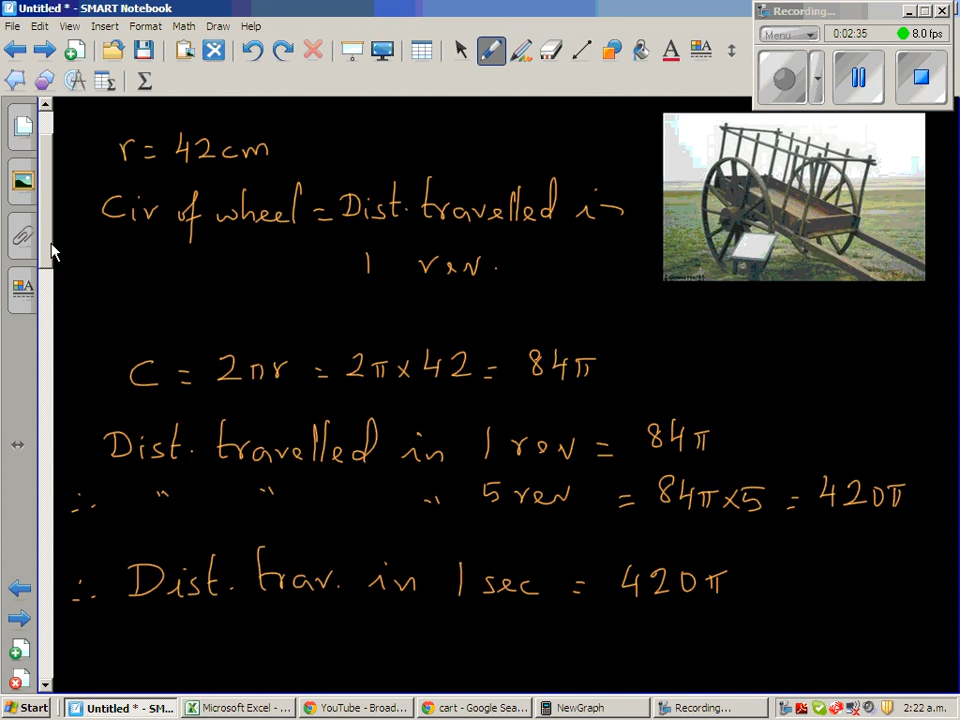 Untitled * - SMART Notebook
Recording...
File Edit View Insert Format Math Draw Help
Menu 0:02:35 8.0 fps
r = 42cm
Cir of wheel = Dist. travelled in
1 rev.
C = 2πr = 2π × 42 = 84π
Dist. travelled in 1 rev = 84π
∴ " " " 5 rev = 84π × 5 = 420π
∴ Dist. trav. in 1 sec = 420π
Start Untitled * - SM... Microsoft Excel - ... YouTube - Broad... cart - Google Sea... NewGraph Recording... 2:22 a.m.